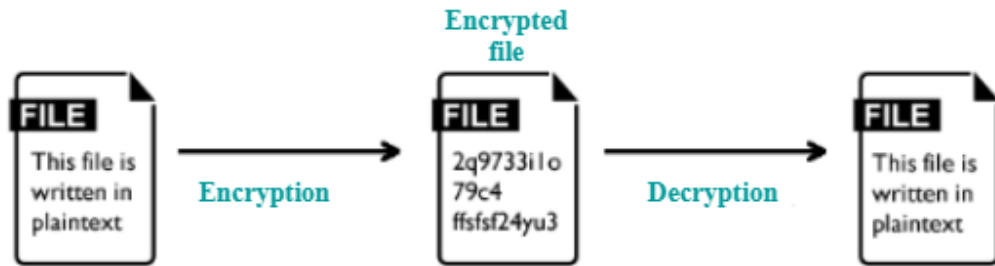 Encrypted
file
FILE
This file is
written in
plaintext
Encryption
FILE
2q9733i1o
79c4
ffsfsf24yu3
Decryption
FILE
This file is
written in
plaintext